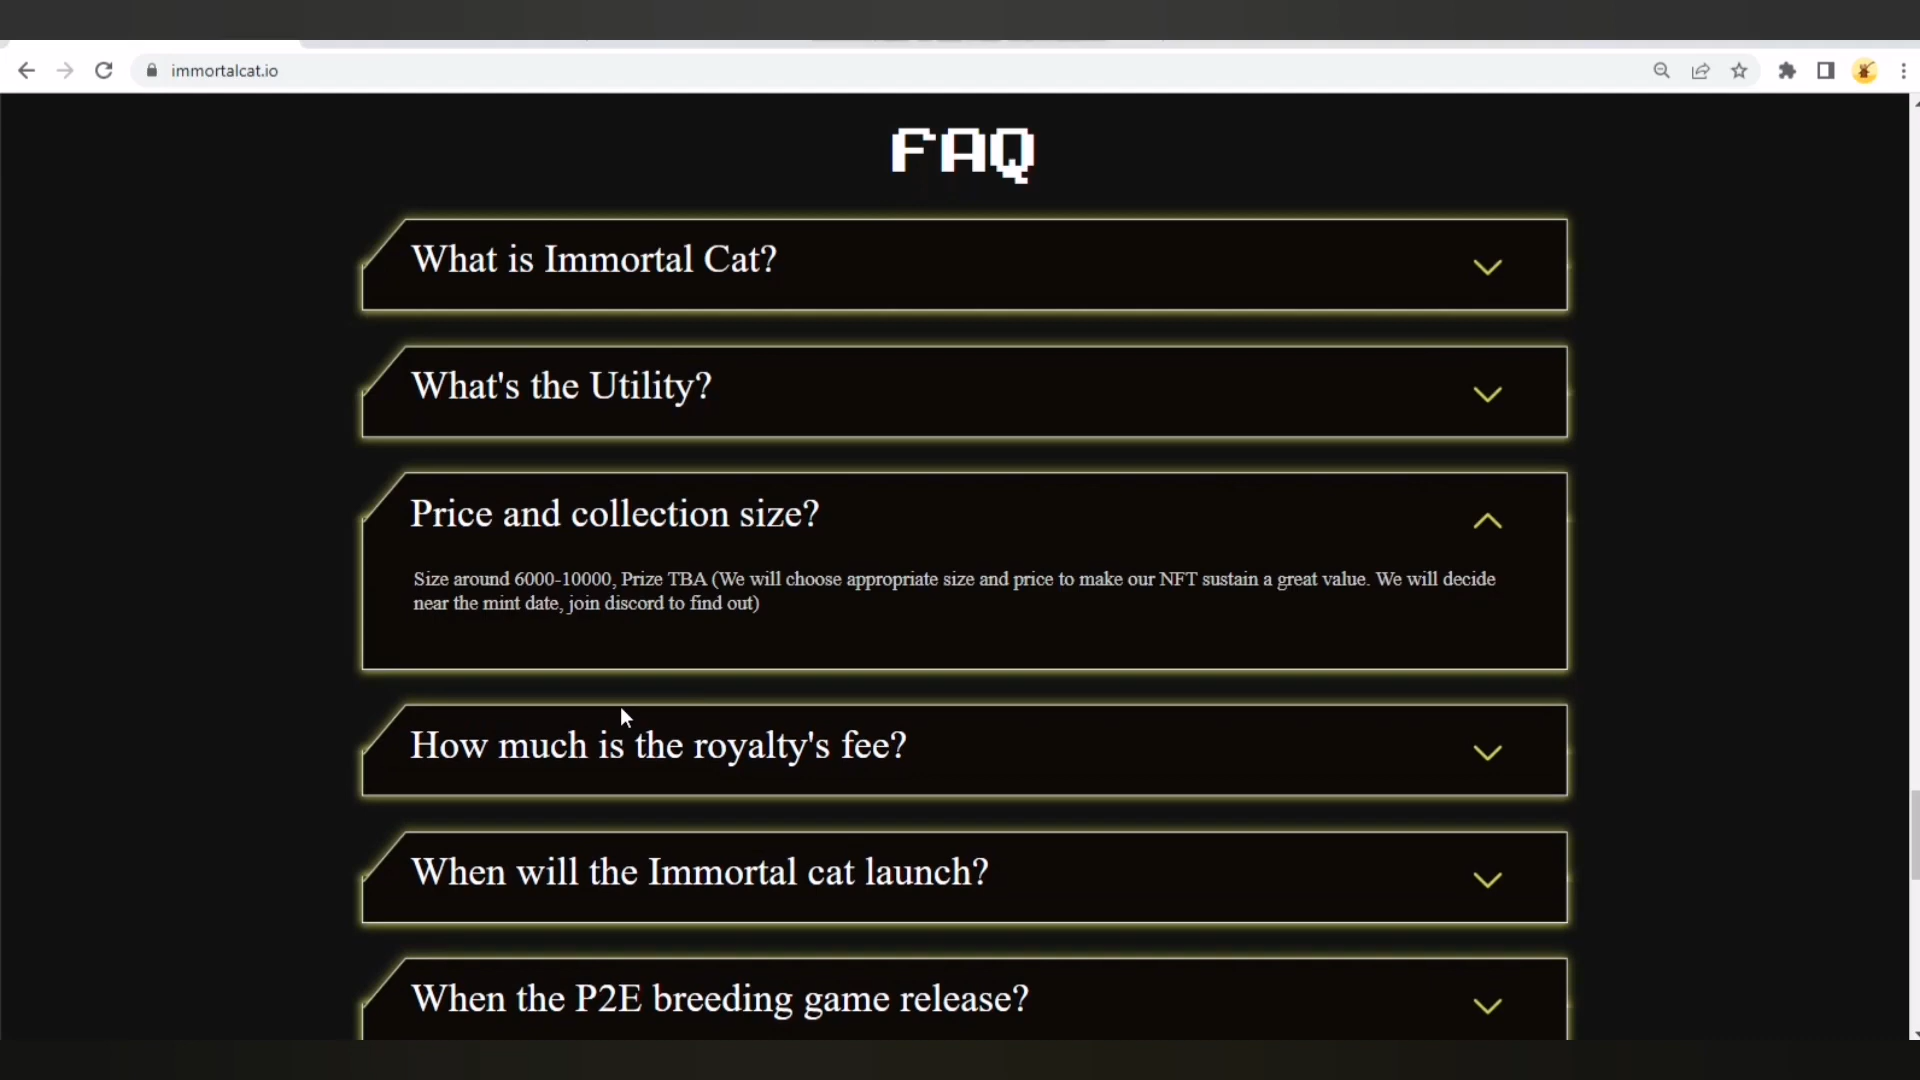 immortalcat.io
FAQ
What is Immortal Cat?
What's the Utility?
Price and collection size?
Size around 6000-10000, Prize TBA (We will choose appropriate size and price to make our NFT sustain a great value. We will decide
near the mint date, join discord to find out)
How much is the royalty's fee?
When will the Immortal cat launch?
When the P2E breeding game release?